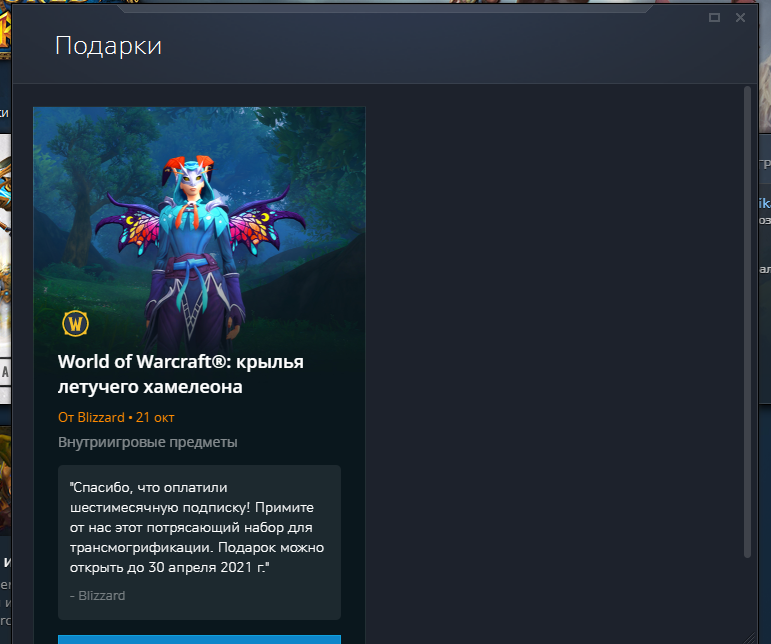 Подарки
World of Warcraft®: крылья
летучего хамелеона
От Blizzard • 21 окт
Внутриигровые предметы
"Спасибо, что оплатили
шестимесячную подписку! Примите
от нас этот потрясающий набор для
трансмогрификации. Подарок можно
открыть до 30 апреля 2021 г."
- Blizzard